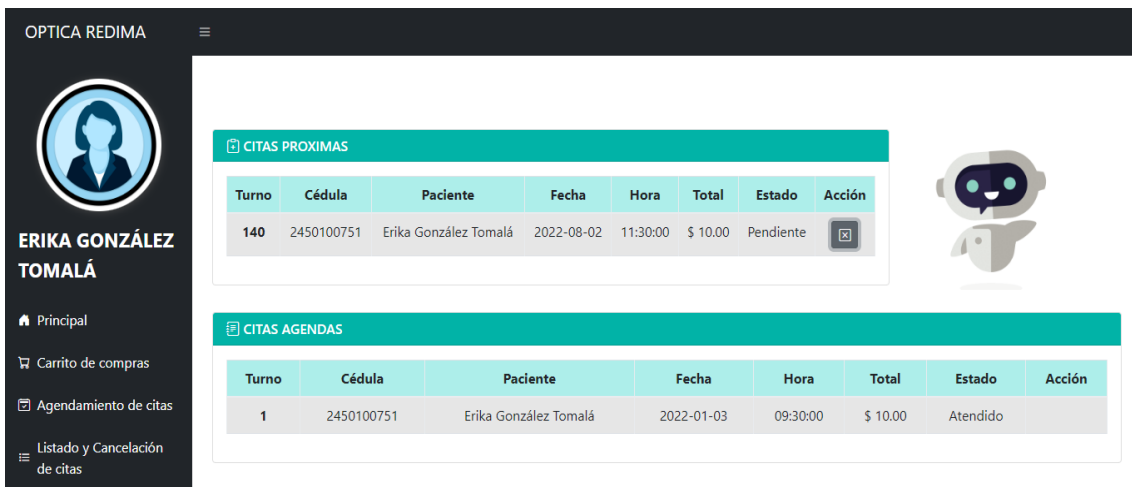 OPTICA REDIMA
ERIKA GONZÁLEZ
TOMALÁ
Principal
Carrito de compras
Agendamiento de citas
Listado y Cancelación
de citas
CITAS PROXIMAS
Turno Cédula Paciente Fecha Hora Total Estado Acción
140 2450100751 Erika González Tomalá 2022-08-02 11:30:00 $ 10.00 Pendiente
CITAS AGENDAS
Turno Cédula Paciente Fecha Hora Total Estado Acción
1 2450100751 Erika González Tomalá 2022-01-03 09:30:00 $ 10.00 Atendido